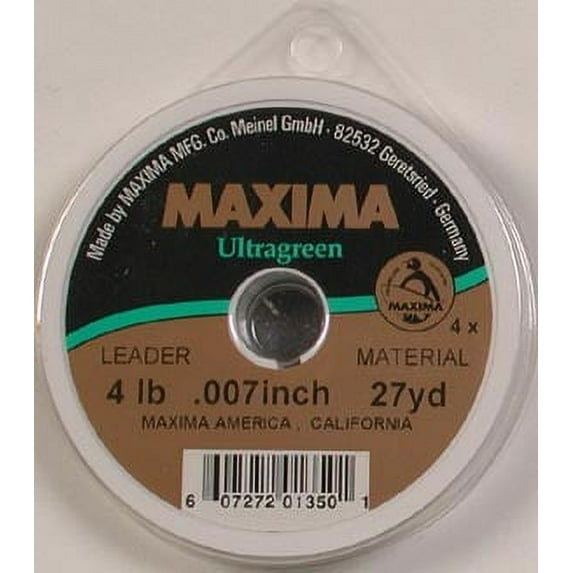 Made by MAXIMA MFG. Co. Meinel GmbH · 82532 Geretsried · Germany
MAXIMA
Ultragreen
MAXIMA
4 x
LEADER MATERIAL
4 lb .007inch 27yd
MAXIMA AMERICA, CALIFORNIA
6 07272 01350 1